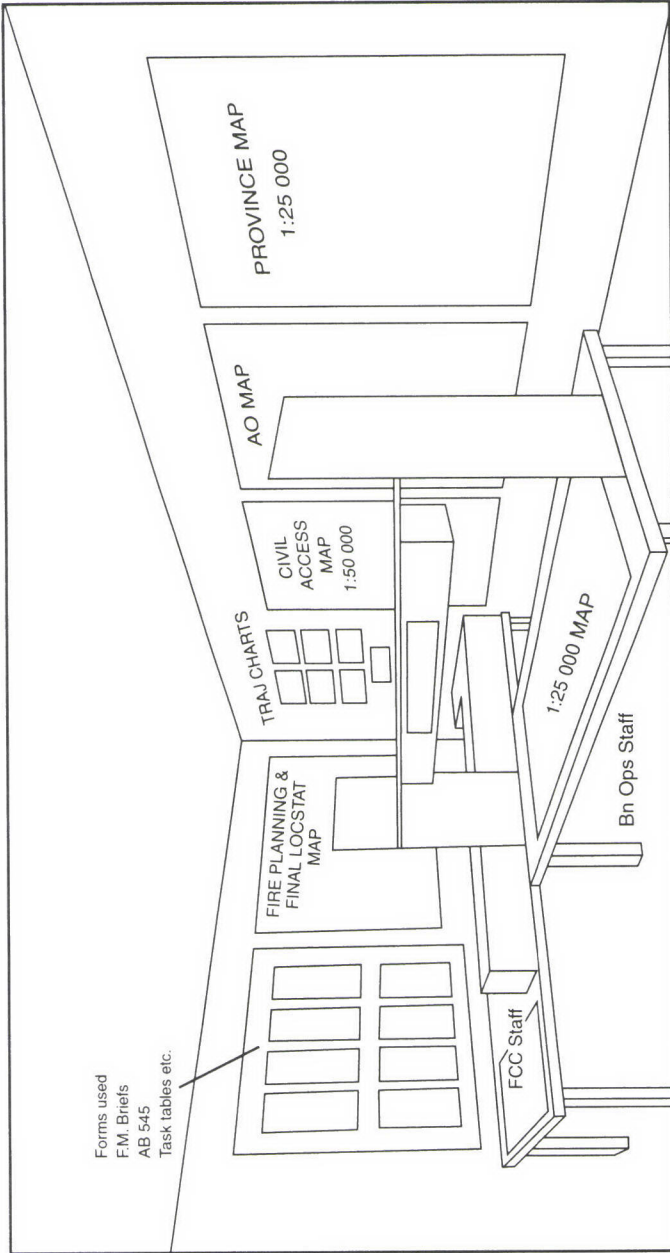 Forms used
F.M. Briefs
AB 545
Task tables etc.
FIRE PLANNING &
FINAL LOCSTAT
MAP
TRAJ CHARTS
CIVIL
ACCESS
MAP
1:50 000
AO MAP
PROVINCE MAP
1:25 000
FCC Staff
1:25 000 MAP
Bn Ops Staff